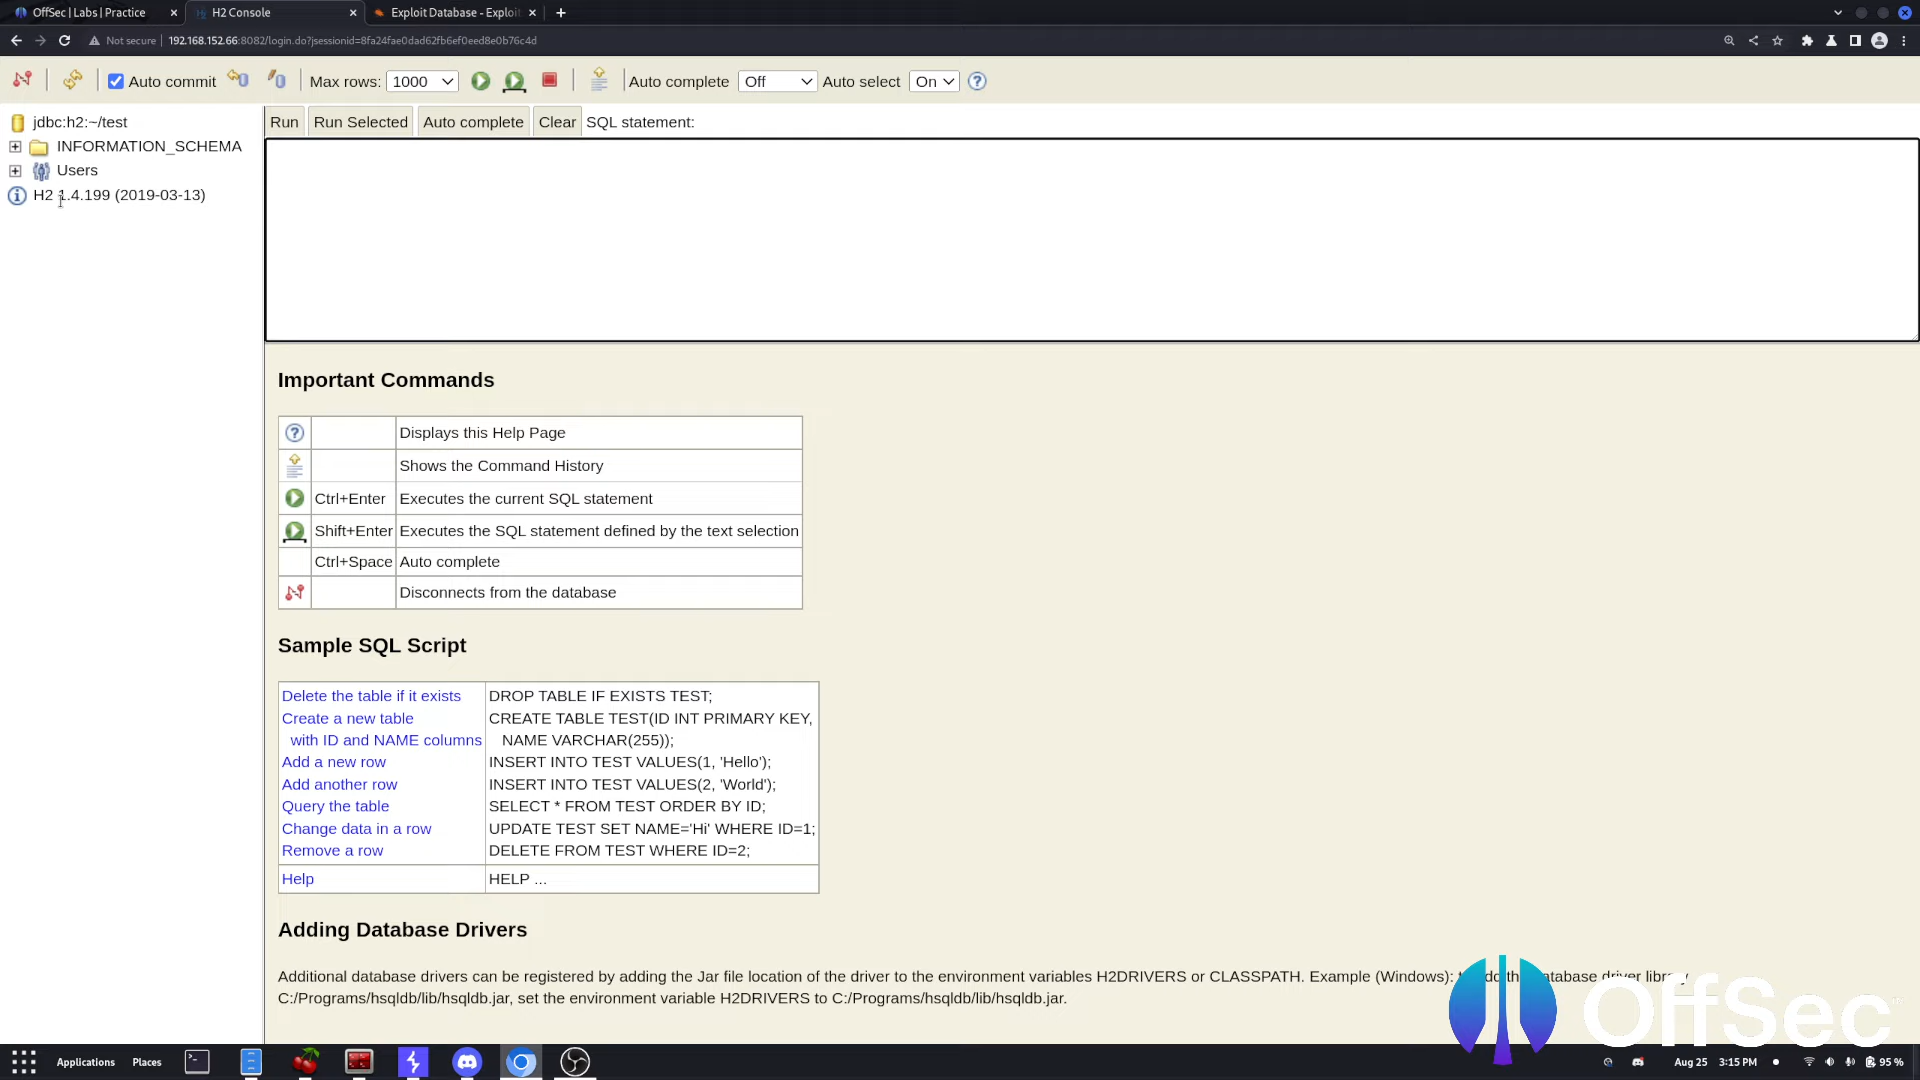 OffSec | Labs | Practice
H2 Console
Exploit Database - Exploit
Not secure
192.168.152.66:8082/login.do?jsessionid=8fa24fae0dad62fb6ef0eed8e0b76c4d
Auto commit
Max rows:
1000
Auto complete
Off
Auto select
On
jdbc:h2:~/test
INFORMATION_SCHEMA
Users
H2 1.4.199 (2019-03-13)
Run
Run Selected
Auto complete
Clear
SQL statement:
Important Commands
Displays this Help Page
Shows the Command History
Ctrl+Enter Executes the current SQL statement
Shift+Enter Executes the SQL statement defined by the text selection
Ctrl+Space Auto complete
Disconnects from the database
Sample SQL Script
Delete the table if it exists DROP TABLE IF EXISTS TEST;
Create a new table CREATE TABLE TEST(ID INT PRIMARY KEY,
with ID and NAME columns NAME VARCHAR(255));
Add a new row INSERT INTO TEST VALUES(1, 'Hello');
Add another row INSERT INTO TEST VALUES(2, 'World');
Query the table SELECT * FROM TEST ORDER BY ID;
Change data in a row UPDATE TEST SET NAME='Hi' WHERE ID=1;
Remove a row DELETE FROM TEST WHERE ID=2;
Help HELP ...
Adding Database Drivers
Additional database drivers can be registered by adding the Jar file location of the driver to the environment variables H2DRIVERS or CLASSPATH. Example (Windows): database driver library
C:/Programs/hsqldb/lib/hsqldb.jar, set the environment variable H2DRIVERS to C:/Programs/hsqldb/lib/hsqldb.jar.
OffSec
Applications
Places
Aug 25 3:15 PM
95 %